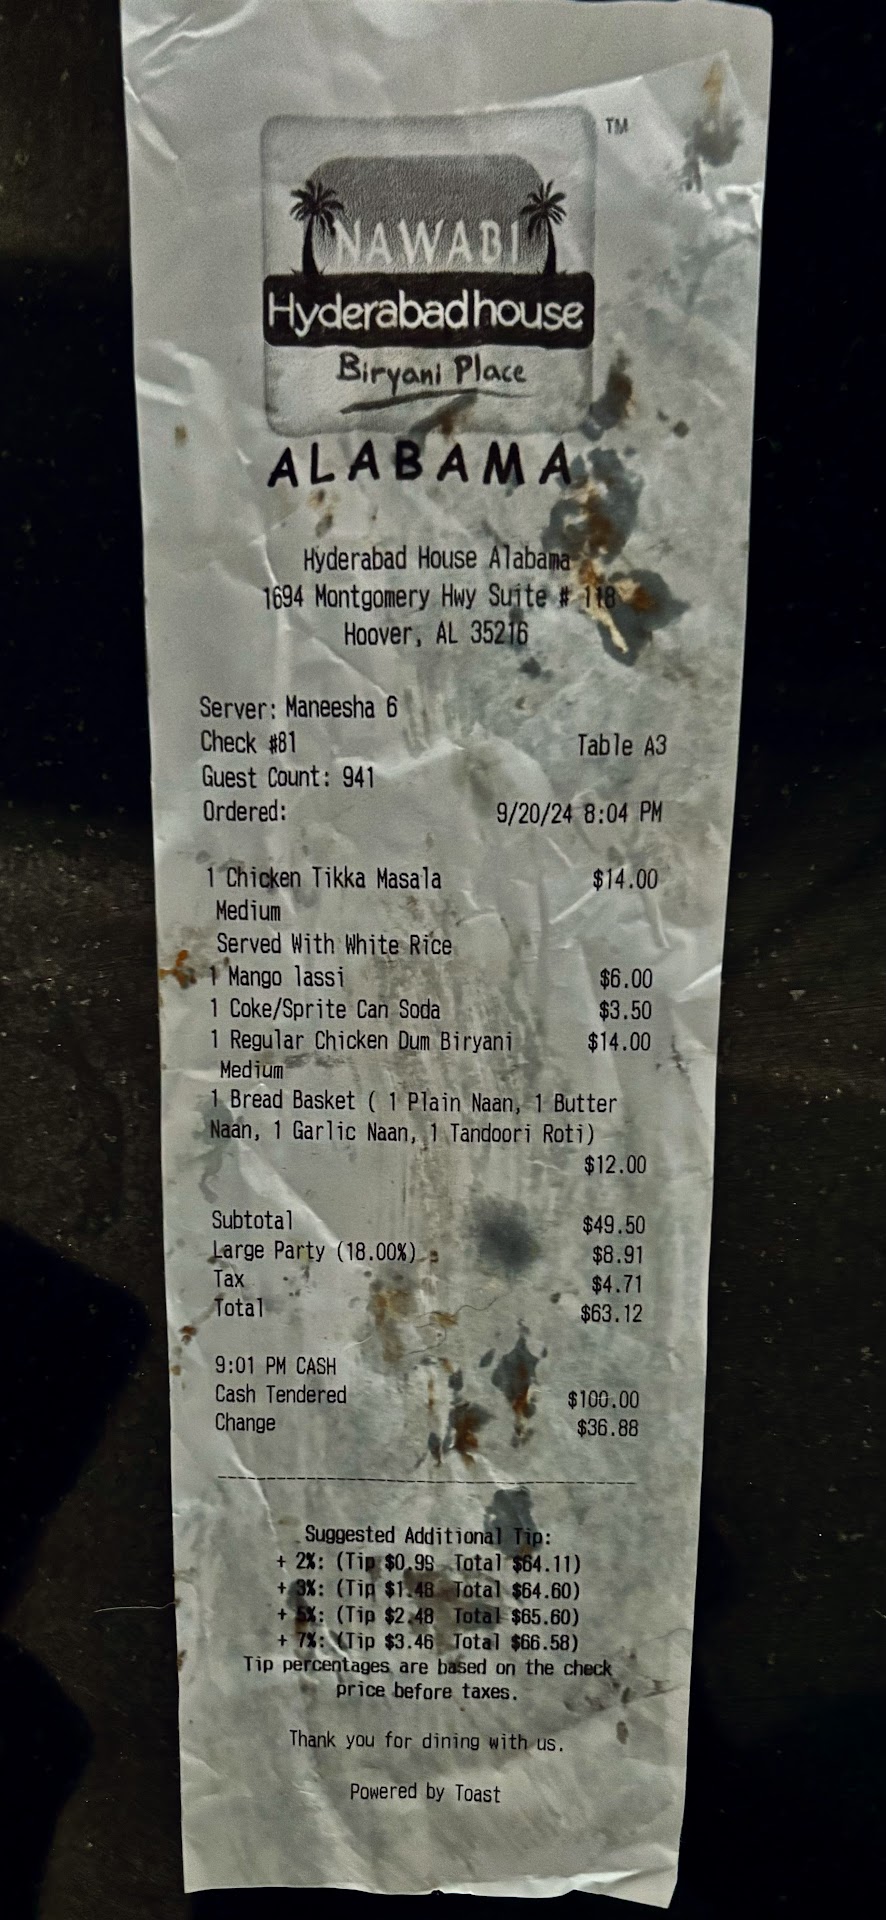 TM
NAWABI
Hyderabad house
Biryani Place
ALABAMA
Hyderabad House Alabama
1694 Montgomery Hwy Suite # 118
Hoover, AL 35216
Server: Maneesha 6
Check #81 Table A3
Guest Count: 941
Ordered: 9/20/24 8:04 PM
1 Chicken Tikka Masala $14.00
Medium
Served With White Rice
1 Mango lassi $6.00
1 Coke/Sprite Can Soda $3.50
1 Regular Chicken Dum Biryani $14.00
Medium
1 Bread Basket ( 1 Plain Naan, 1 Butter
Naan, 1 Garlic Naan, 1 Tandoori Roti)
$12.00
Subtotal $49.50
Large Party (18.00%) $8.91
Tax $4.71
Total $63.12
9:01 PM CASH
Cash Tendered $100.00
Change $36.88
Suggested Additional Tip:
+ 2%: (Tip $0.99 Total $64.11)
+ 3%: (Tip $1.48 Total $64.60)
+ 5%: (Tip $2.48 Total $65.60)
+ 7%: (Tip $3.46 Total $66.58)
Tip percentages are based on the check
price before taxes.
Thank you for dining with us.
Powered by Toast